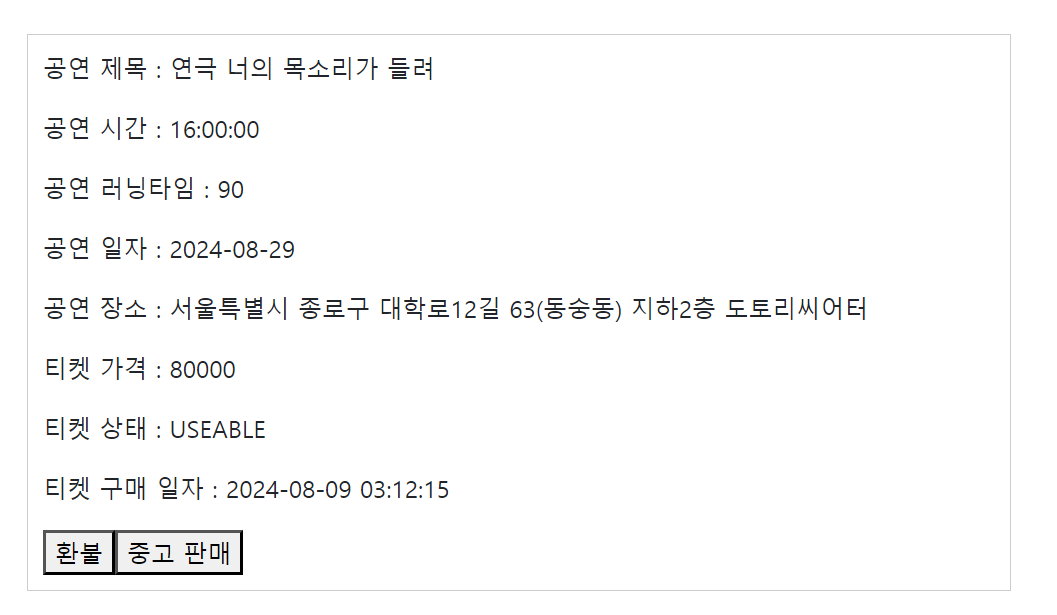 공연 제목 : 연극 너의 목소리가 들려
공연 시간 : 16:00:00
공연 러닝타임 : 90
공연 일자 : 2024-08-29
공연 장소 : 서울특별시 종로구 대학로12길 63(동숭동) 지하2층 도토리씨어터
티켓 가격 : 80000
티켓 상태 : USEABLE
티켓 구매 일자 : 2024-08-09 03:12:15
환불 중고 판매